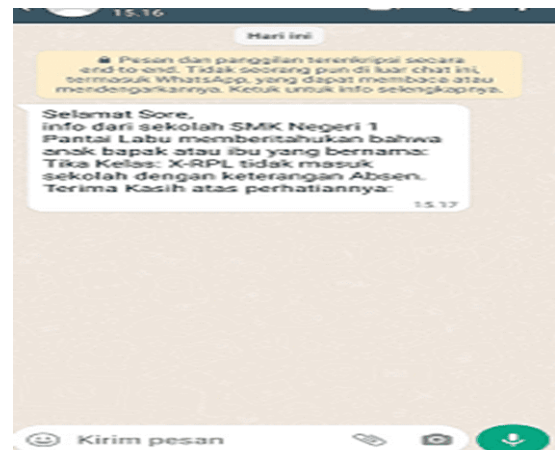 15.16
Hari ini
Pesan dan panggilan terenkripsi secara
end-to-end. Tidak seorang pun di luar chat ini,
termasuk WhatsApp, yang dapat membaca atau
mendengarkannya. Ketuk untuk info selengkapnya.
Selamat Sore,
info dari sekolah SMK Negeri 1
Pantai Labu memberitahukan bahwa
anak bapak atau ibu yang bernama:
Tika Kelas: X-RPL tidak masuk
sekolah dengan keterangan Absen.
Terima Kasih atas perhatiannya:
15.17
Kirim pesan